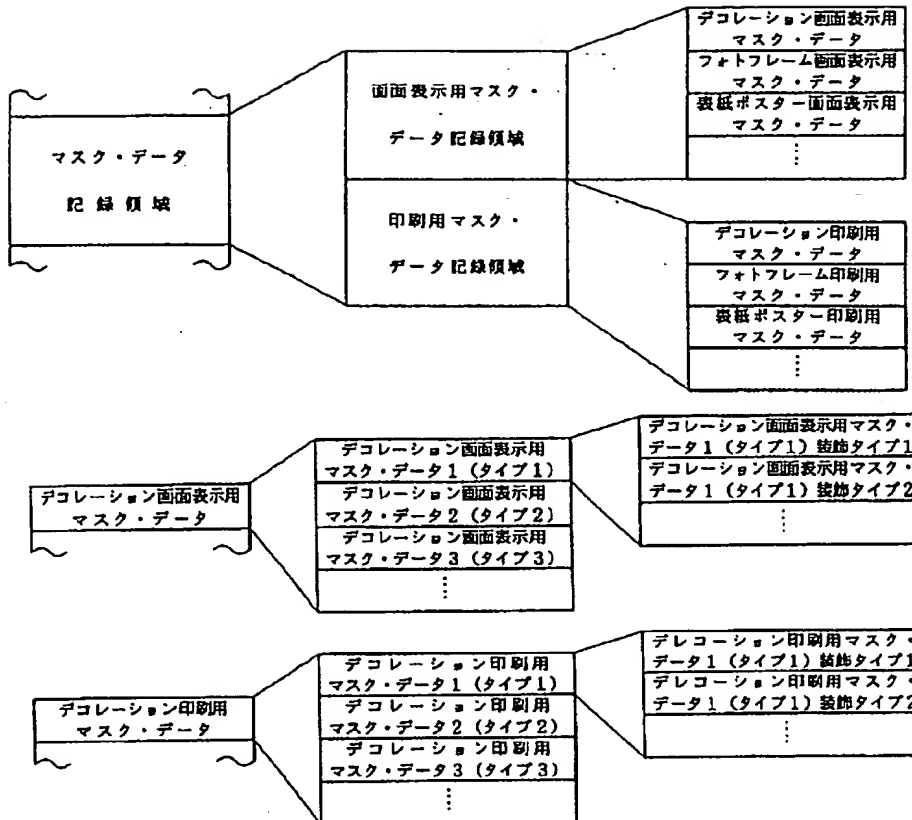 マスク・データ
記録領域
画面表示用マスク・
データ記録領域
印刷用マスク・
データ記録領域
デコレーション画面表示用
マスク・データ
フォトフレーム画面表示用
マスク・データ
表紙ポスター画面表示用
マスク・データ
⋮
デコレーション印刷用
マスク・データ
フォトフレーム印刷用
マスク・データ
表紙ポスター印刷用
マスク・データ
⋮
デコレーション画面表示用
マスク・データ
デコレーション画面表示用
マスク・データ1(タイプ1)
デコレーション画面表示用
マスク・データ2(タイプ2)
デコレーション画面表示用
マスク・データ3(タイプ3)
⋮
デコレーション画面表示用マスク・
データ1(タイプ1)装飾タイプ1
デコレーション画面表示用マスク・
データ1(タイプ1)装飾タイプ2
⋮
デコレーション印刷用
マスク・データ
デコレーション印刷用
マスク・データ1(タイプ1)
デコレーション印刷用
マスク・データ2(タイプ2)
デコレーション印刷用
マスク・データ3(タイプ3)
⋮
デレコーション印刷用マスク・
データ1(タイプ1)装飾タイプ1
デレコーション印刷用マスク・
データ1(タイプ1)装飾タイプ2
⋮